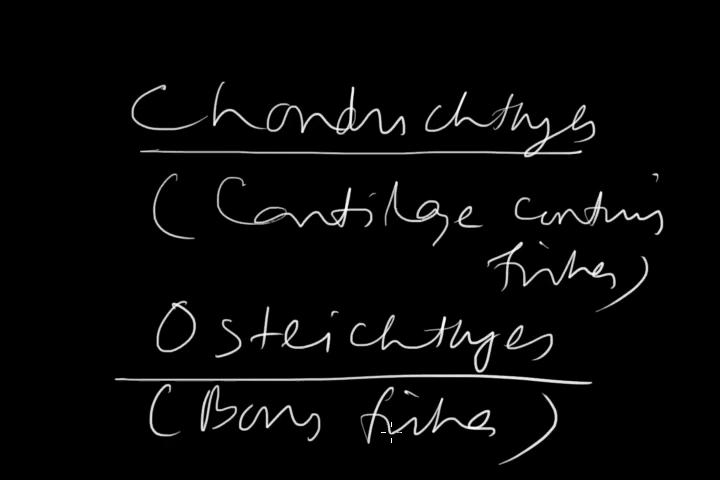 Chondrichthyes
(Cartilage containing
fishes)
Osteichthyes
(Bony fishes)